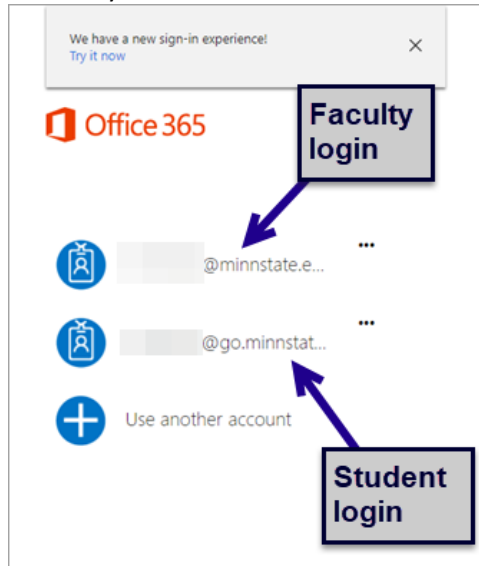 We have a new sign-in experience!
Try it now
Office 365
Faculty
login
@minnstate.e...
@go.minnstat...
Use another account
Student
login